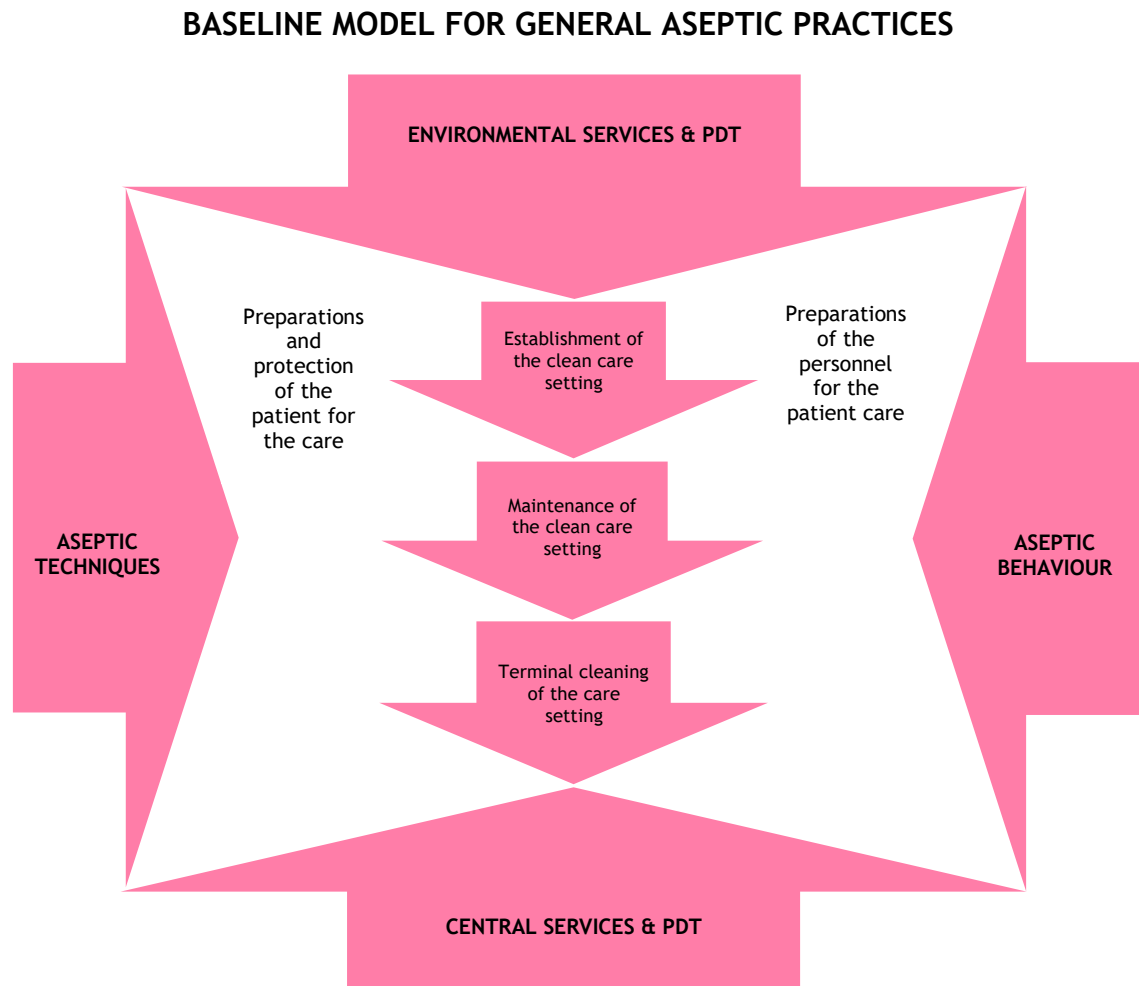 BASELINE MODEL FOR GENERAL ASEPTIC PRACTICES
ENVIRONMENTAL SERVICES & PDT
Preparations
and
protection
of the
patient for
the care
Establishment of
the clean care
setting
Preparations
of the
personnel
for the
patient care
Maintenance of
the clean care
setting
ASEPTIC
TECHNIQUES
ASEPTIC
BEHAVIOUR
Terminal cleaning
of the care
setting
CENTRAL SERVICES & PDT